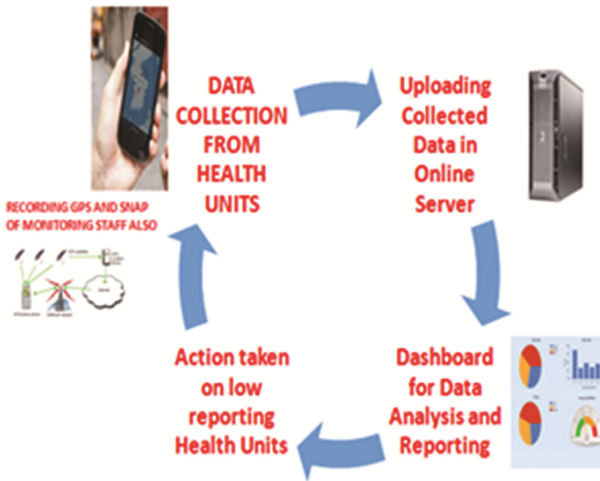 DATA
COLLECTION
FROM
HEALTH
UNITS
Uploading
Collected
Data in
Online
Server
RECORDING GPS AND SNAP
OF MONITORING STAFF ALSO
Dashboard
for Data
Analysis and
Reporting
Action taken
on low
reporting
Health Units